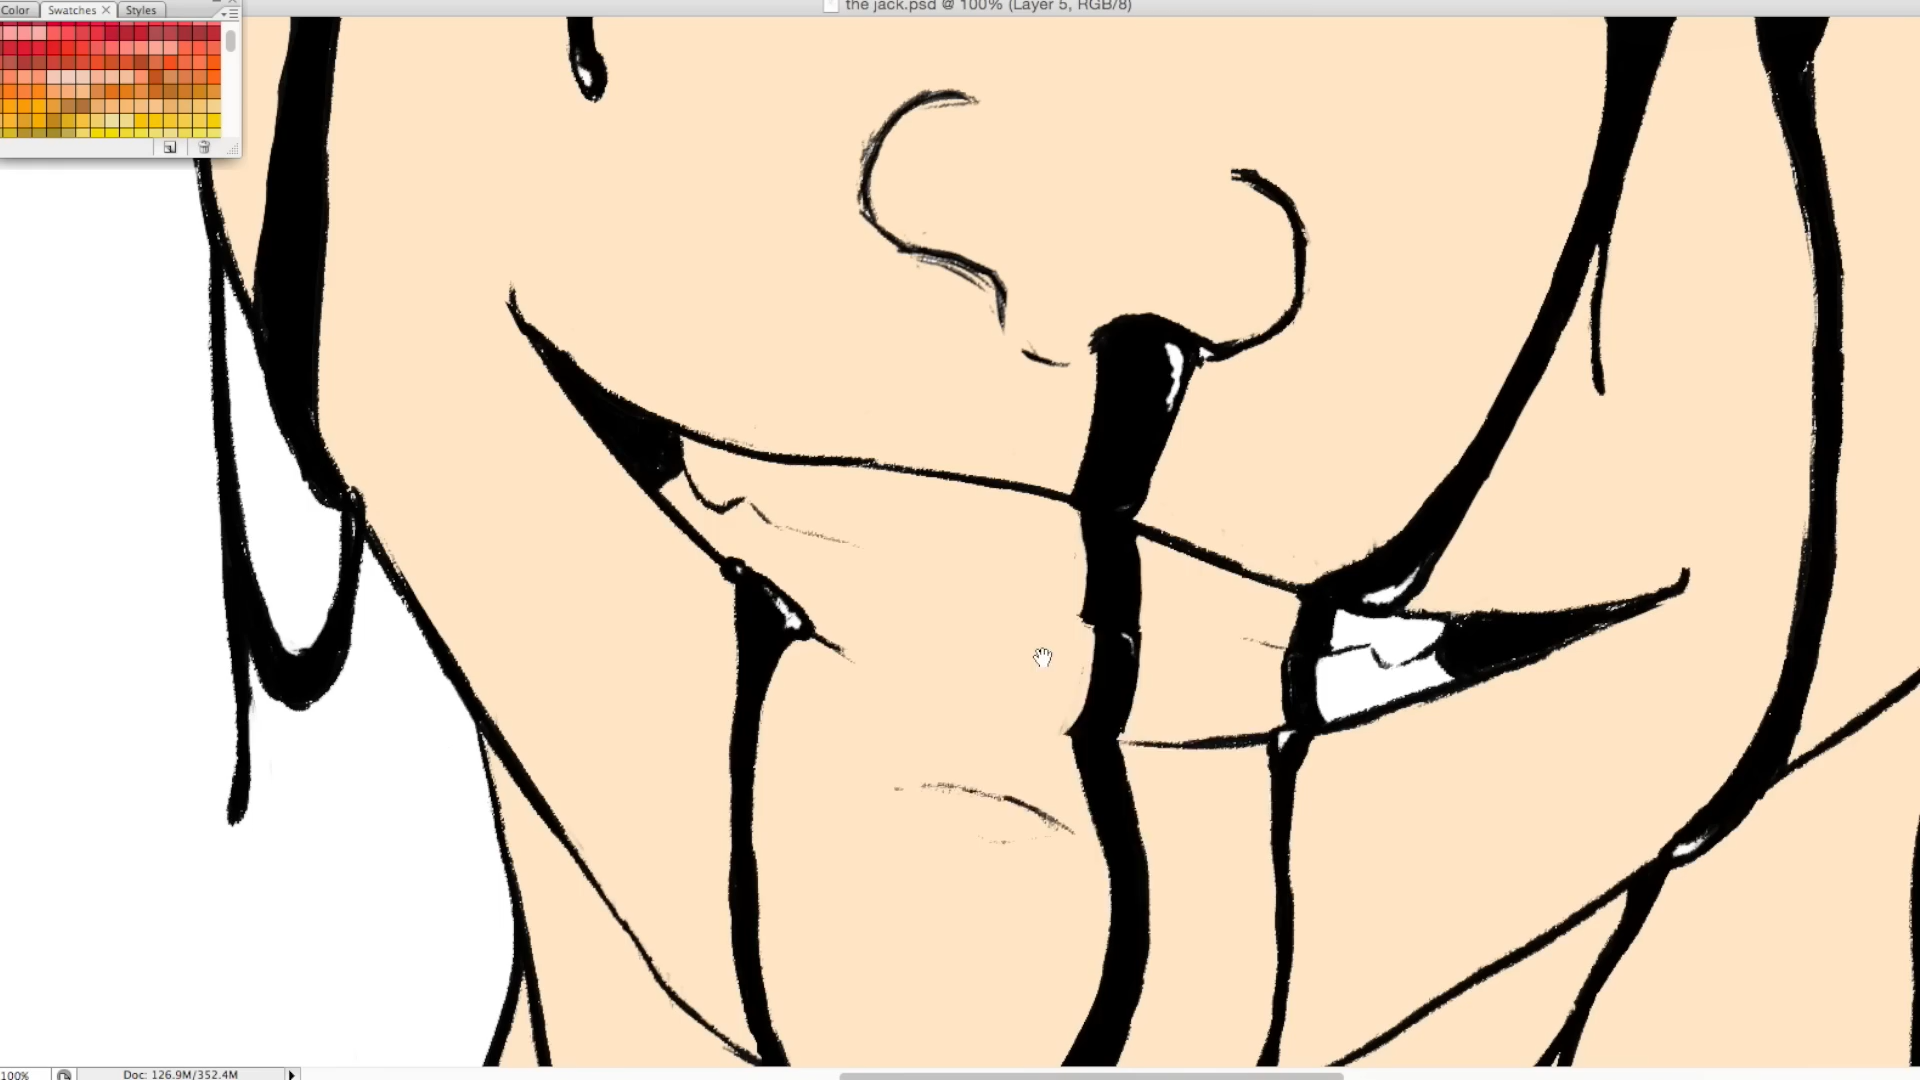 Color
Swatches
Styles
the jack.psd @ 100% (Layer 5, RGB/8)
100%
Doc: 126.9M/352.4M